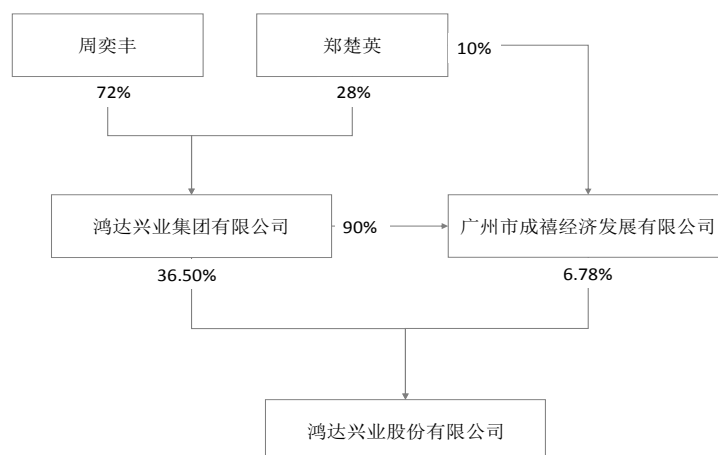 周奕丰
郑楚英
10%
72%
28%
鸿达兴业集团有限公司
90%
广州市成禧经济发展有限公司
36.50%
6.78%
鸿达兴业股份有限公司